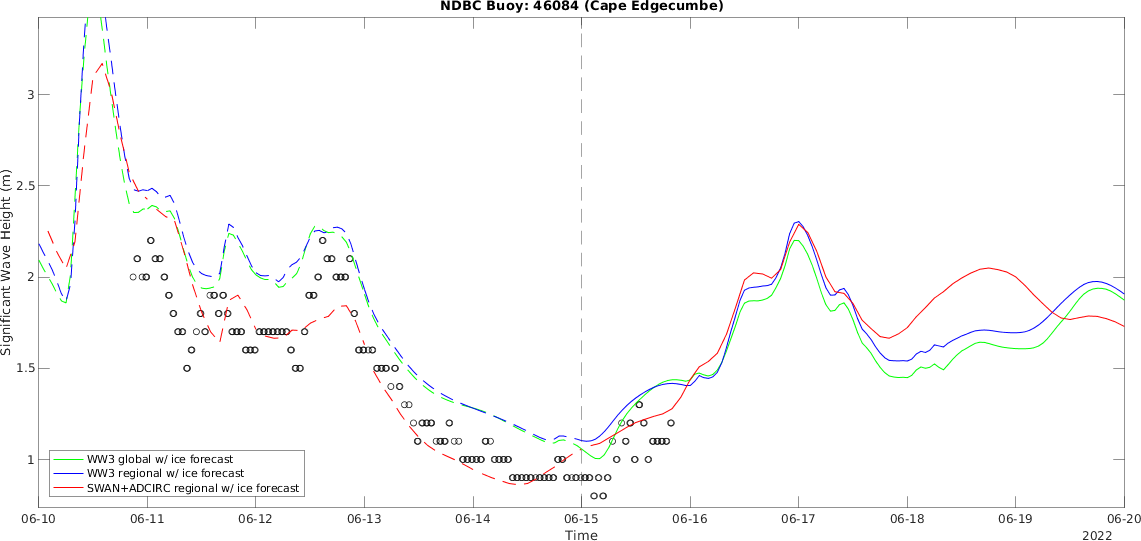 NDBC Buoy: 46084 (Cape Edgecumbe)
Significant Wave Height (m)
3
2.5
2
1.5
1
WW3 global w/ ice forecast
WW3 regional w/ ice forecast
SWAN+ADCIRC regional w/ ice forecast
06-10 06-11 06-12 06-13 06-14 06-15 06-16 06-17 06-18 06-19 06-20
Time
2022